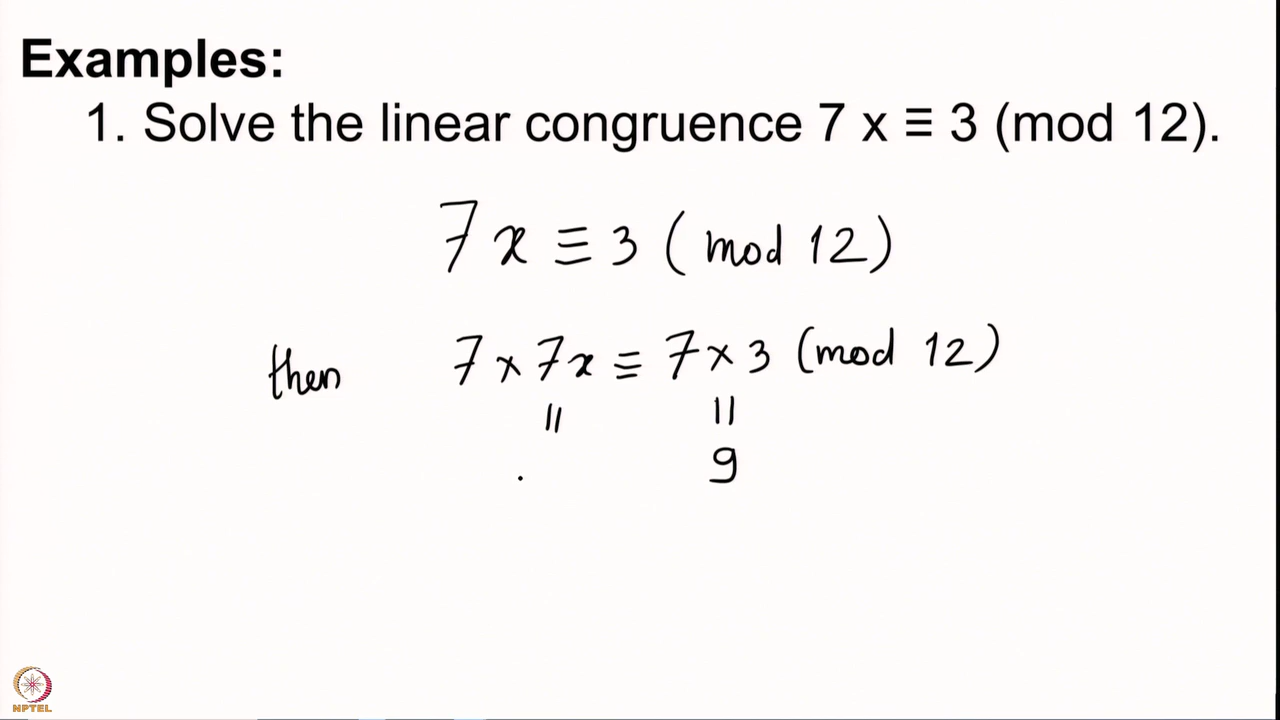 Examples:
1. Solve the linear congruence 7 x ≡ 3 (mod 12).
7x ≡ 3 (mod 12)
then 7 × 7x ≡ 7 × 3 (mod 12)
|| ||
9
NPTEL